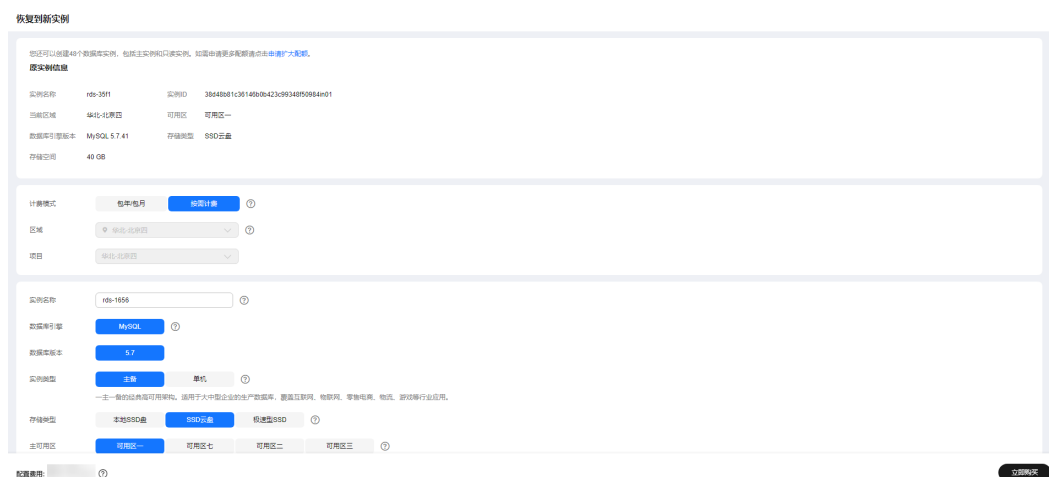 恢复到新实例
您还可以创建48个数据库实例，包括主实例和只读实例。如需申请更多配额请点击申请扩大配额。
原实例信息
实例名称 rds-35f1 实例ID 38d48b81c36146b0b423c99348f50984in01
当前区域 华北-北京四 可用区 可用区一
数据库引擎版本 MySQL 5.7.41 存储类型 SSD云盘
存储空间 40 GB
计费模式 包年/包月 按需计费
区域 华北-北京四
项目 华北-北京四
实例名称 rds-1656
数据库引擎 MySQL
数据库版本 5.7
实例类型 主备 单机
一主一备的经典高可用架构。适用于大中型企业的生产数据库，覆盖互联网、物联网、零售电商、物流、游戏等行业应用。
存储类型 本地SSD盘 SSD云盘 极速型SSD
主可用区 可用区一 可用区七 可用区二 可用区三
配置费用: 立即购买